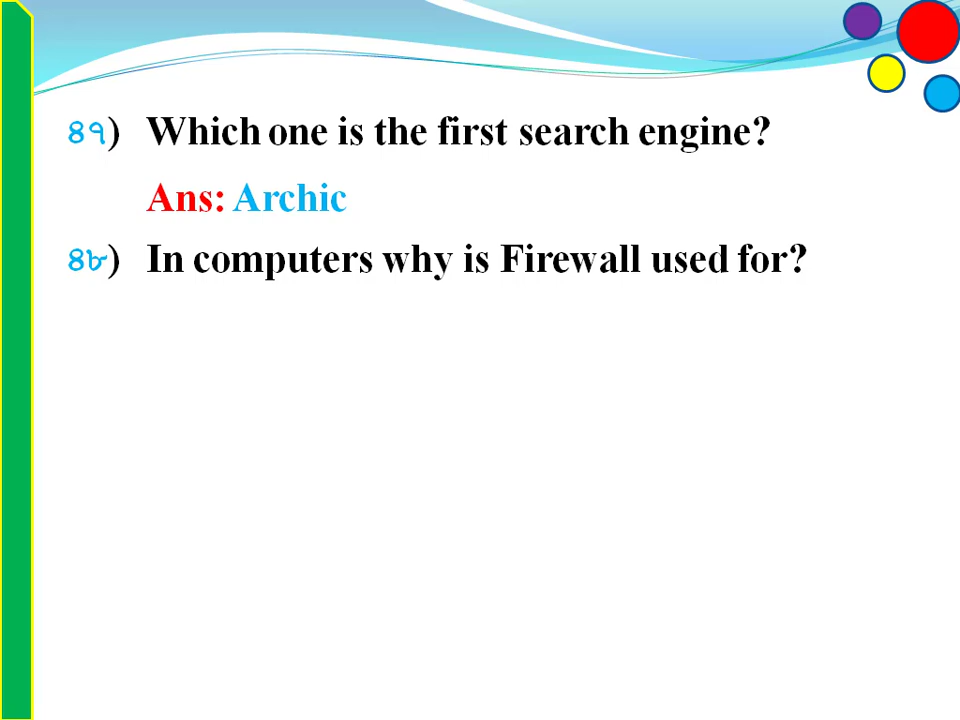 ৪৭) Which one is the first search engine?
Ans: Archic
৪৮) In computers why is Firewall used for?